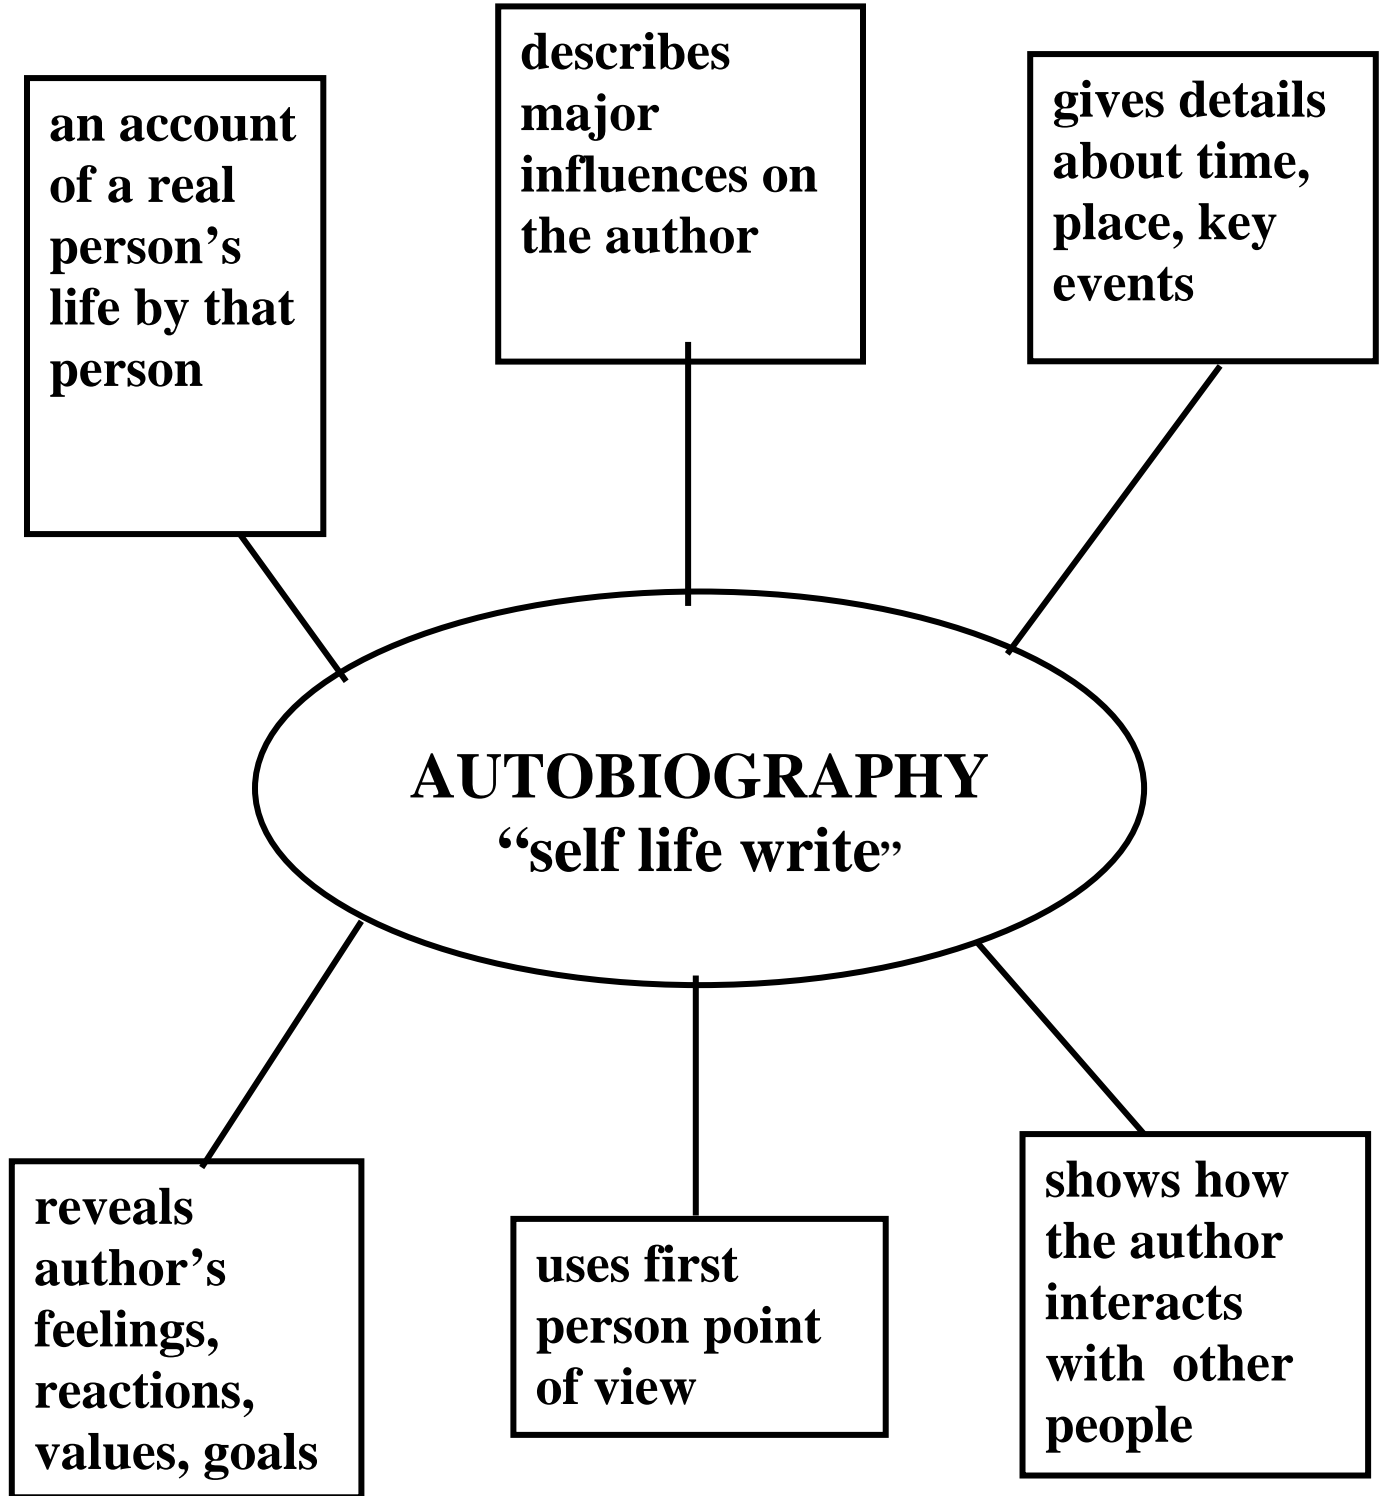 an account
of a real
person’s
life by that
person
describes
major
influences on
the author
gives details
about time,
place, key
events
AUTOBIOGRAPHY
“self life write”
reveals
author’s
feelings,
reactions,
values, goals
uses first
person point
of view
shows how
the author
interacts
with  other
people